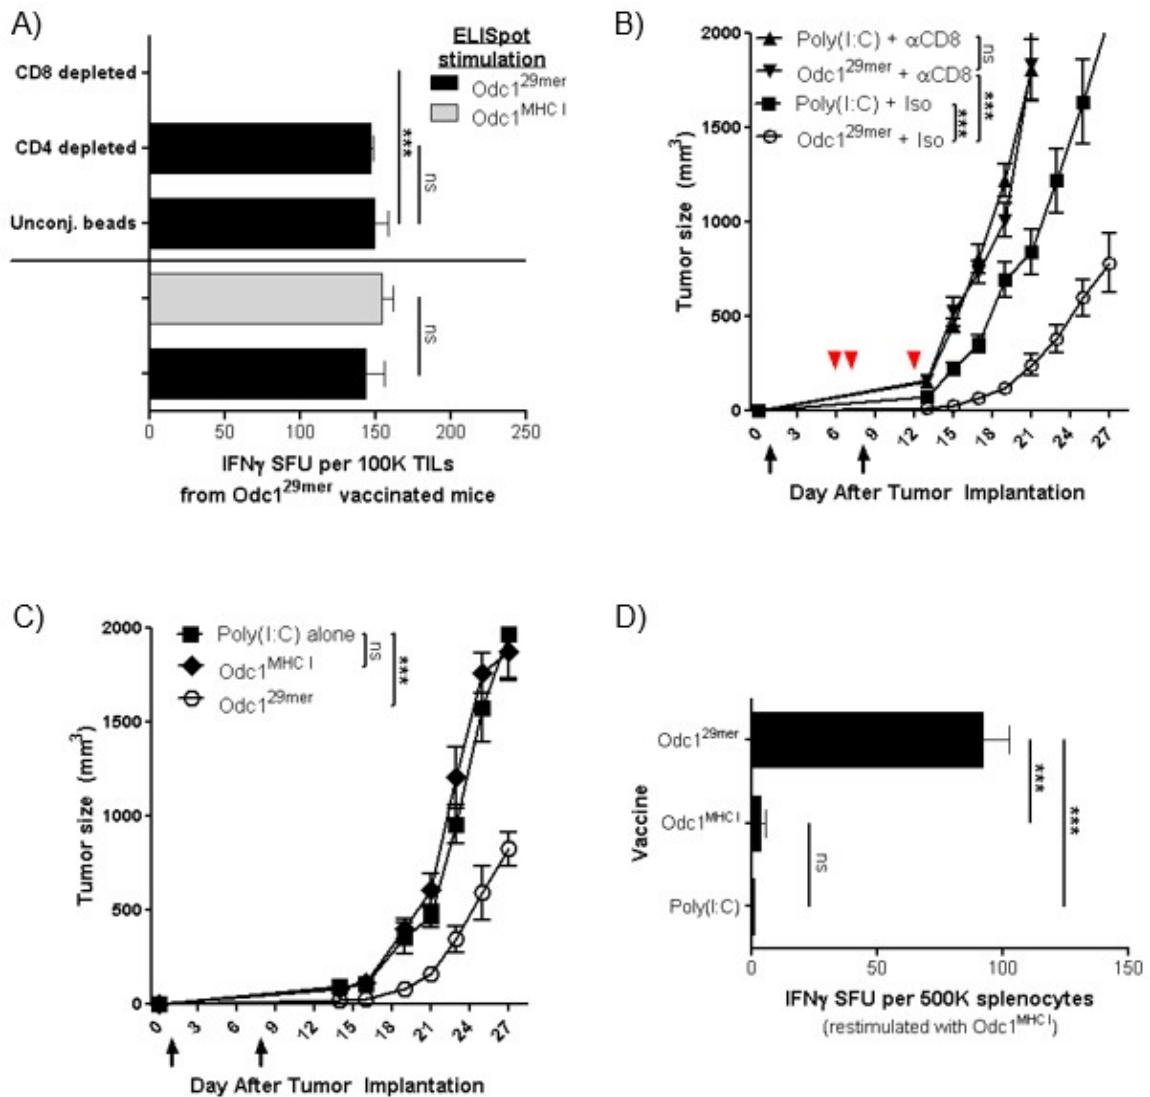 A)
ELISpot
stimulation
Odc1^29mer
Odc1^MHC I
CD8 depleted
CD4 depleted
Unconj. beads
***
ns
ns
0 50 100 150 200 250
IFNγ SFU per 100K TILs
from Odc1^29mer vaccinated mice
B)
Poly(I:C) + αCD8
Odc1^29mer + αCD8
Poly(I:C) + Iso
Odc1^29mer + Iso
ns
***
***
2000
1500
1000
500
0
Tumor size (mm³)
0 3 6 9 12 15 18 21 24 27
Day After Tumor Implantation
C)
Poly(I:C) alone
Odc1^MHC I
Odc1^29mer
ns
***
2000
1500
1000
500
0
Tumor size (mm³)
0 3 6 9 12 15 18 21 24 27
Day After Tumor Implantation
D)
Vaccine
Odc1^29mer
Odc1^MHC I
Poly(I:C)
***
***
ns
0 50 100 150
IFNγ SFU per 500K splenocytes
(restimulated with Odc1^MHC I)